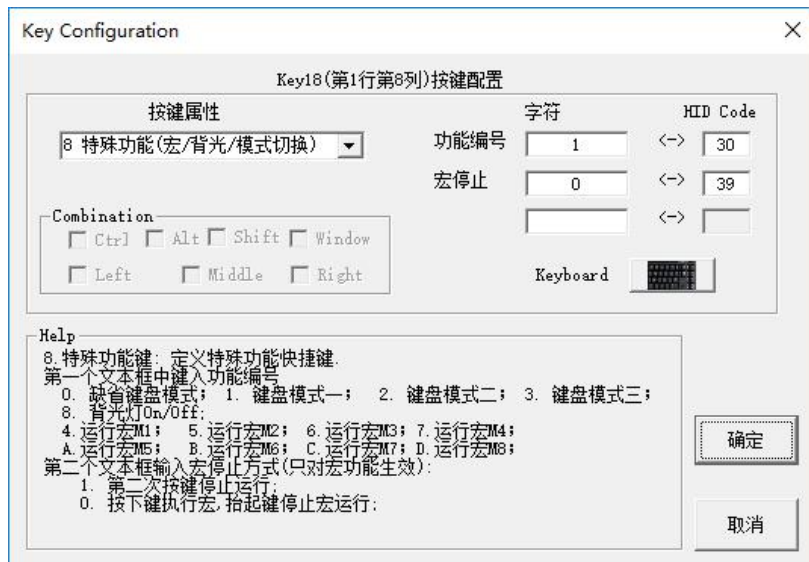 Key Configuration
Key18(第1行第8列)按键配置
按键属性
字符
HID Code
8 特殊功能(宏/背光/模式切换)
功能编号
1
<->
30
宏停止
0
<->
39
<->
Combination
Ctrl
Alt
Shift
Window
Left
Middle
Right
Keyboard
Help
8.特殊功能键: 定义特殊功能快捷键.
第一个文本框中键入功能编号
0. 缺省键盘模式; 1. 键盘模式一; 2. 键盘模式二; 3. 键盘模式三;
8. 背光灯On/Off;
4.运行宏M1; 5.运行宏M2; 6.运行宏M3; 7.运行宏M4;
A.运行宏M5; B.运行宏M6; C.运行宏M7; D.运行宏M8;
第二个文本框输入宏停止方式(只对宏功能生效):
1. 第二次按键停止运行;
0. 按下键执行宏,抬起键停止宏运行;
确定
取消